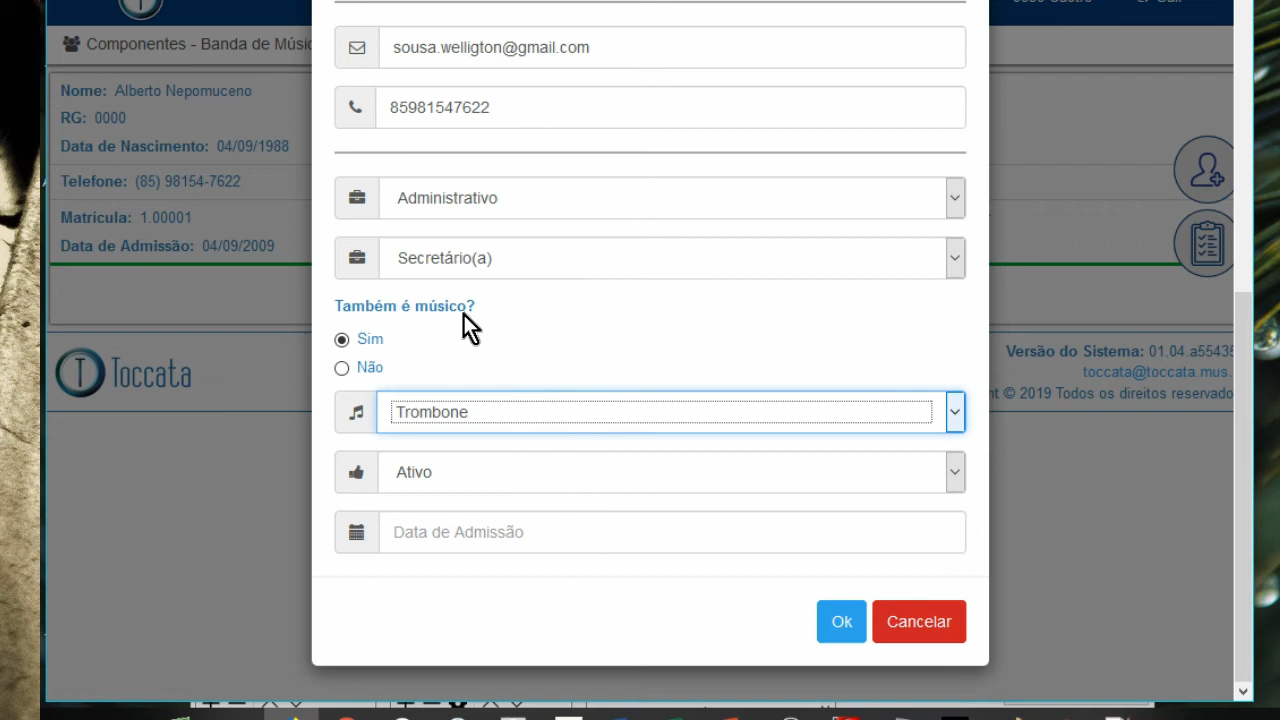 Componentes - Banda de Músic
Nome: Alberto Nepomuceno
RG: 0000
Data de Nascimento: 04/09/1988
Telefone: (85) 98154-7622
Matricula: 1.00001
Data de Admissão: 04/09/2009
sousa.welligton@gmail.com
85981547622
Administrativo
Secretário(a)
Também é músico?
Sim
Não
Trombone
Ativo
Data de Admissão
Ok Cancelar
T Toccata
Versão do Sistema: 01.04.a5543
toccata@toccata.mus.
ht © 2019 Todos os direitos reservado